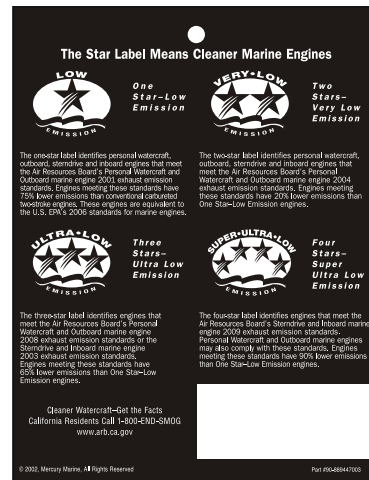 The Star Label Means Cleaner Marine Engines
LOW
EMISSION
One
Star–Low
Emission
VERY•LOW
EMISSION
Two
Stars–
Very Low
Emission
The one-star label identifies personal watercraft,
outboard, sterndrive and inboard engines that meet
the Air Resources Board's Personal Watercraft and
Outboard marine engine 2001 exhaust emission
standards. Engines meeting these standards have
75% lower emissions than conventional carbureted
two-stroke engines. These engines are equivalent to
the U.S. EPA's 2006 standards for marine engines.
The two-star label identifies personal watercraft,
outboard, sterndrive and inboard engines that
meet the Air Resources Board's Personal
Watercraft and Outboard marine engine 2004
exhaust emission standards. Engines meeting
these standards have 20% lower emissions than
One Star–Low Emission engines.
ULTRA•LOW
EMISSION
Three
Stars–
Ultra Low
Emission
SUPER•ULTRA•LOW
EMISSION
Four
Stars–
Super
Ultra Low
Emission
The three-star label identifies engines that
meet the Air Resources Board's Personal
Watercraft and Outboard marine engine
2008 exhaust emission standards or the
Sterndrive and Inboard marine engine
2003 exhaust emission standards.
Engines meeting these standards have
65% lower emissions than One Star–Low
Emission engines.
The four-star label identifies engines that meet the
Air Resources Board's Sterndrive and Inboard marine
engine 2009 exhaust emission standards.
Personal Watercraft and Outboard marine engines
may also comply with these standards. Engines
meeting these standards have 90% lower emissions
than One Star–Low Emission engines.
Cleaner Watercraft–Get the Facts
California Residents Call 1-800-END-SMOG
www.arb.ca.gov
© 2002, Mercury Marine, All Rights Reserved
Part #90-889447003